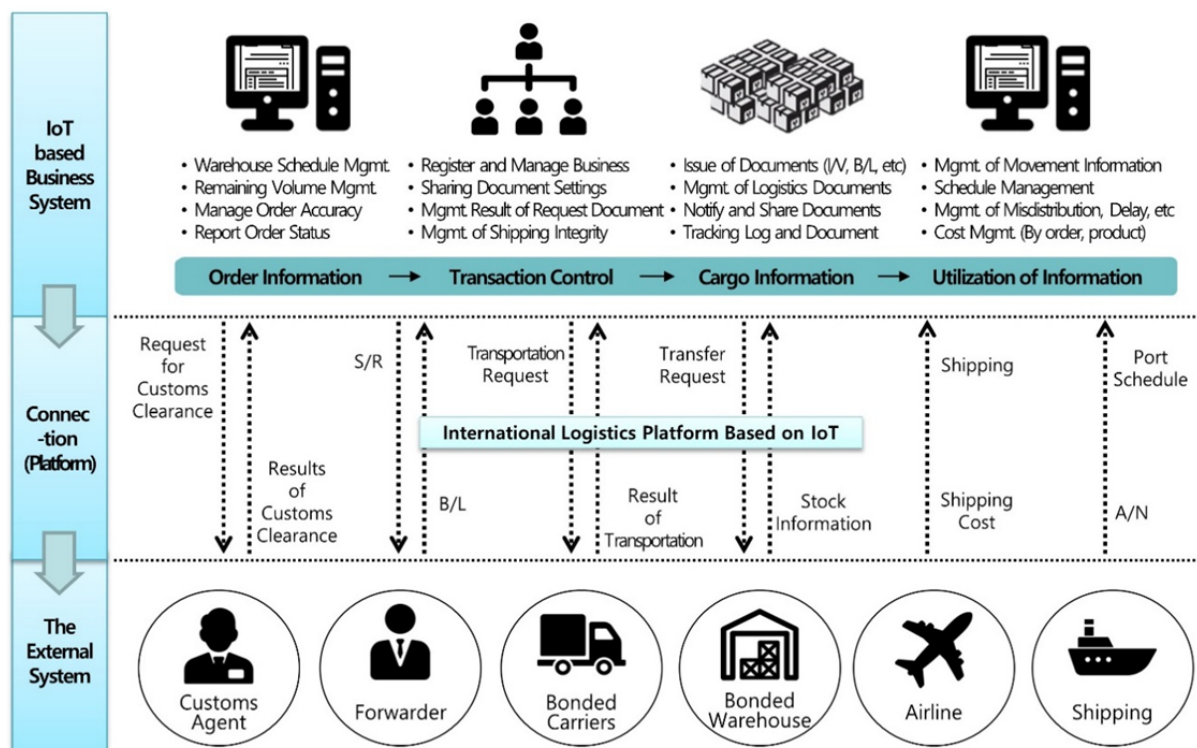 IoT
based
Business
System
• Warehouse Schedule Mgmt.
• Remaining Volume Mgmt.
• Manage Order Accuracy
• Report Order Status
• Register and Manage Business
• Sharing Document Settings
• Mgmt. Result of Request Document
• Mgmt. of Shipping Integrity
• Issue of Documents (I/V, B/L, etc)
• Mgmt. of Logistics Documents
• Notify and Share Documents
• Tracking Log and Document
• Mgmt. of Movement Information
• Schedule Management
• Mgmt. of Misdistribution, Delay, etc
• Cost Mgmt. (By order, product)
Order Information → Transaction Control → Cargo Information → Utilization of Information
Connec
-tion
(Platform)
Request
for
Customs
Clearance
Results
of
Customs
Clearance
S/R
B/L
Transportation
Request
Result
of
Transportation
Transfer
Request
Stock
Information
Shipping
Shipping
Cost
Port
Schedule
A/N
International Logistics Platform Based on IoT
The
External
System
Customs
Agent
Forwarder
Bonded
Carriers
Bonded
Warehouse
Airline
Shipping